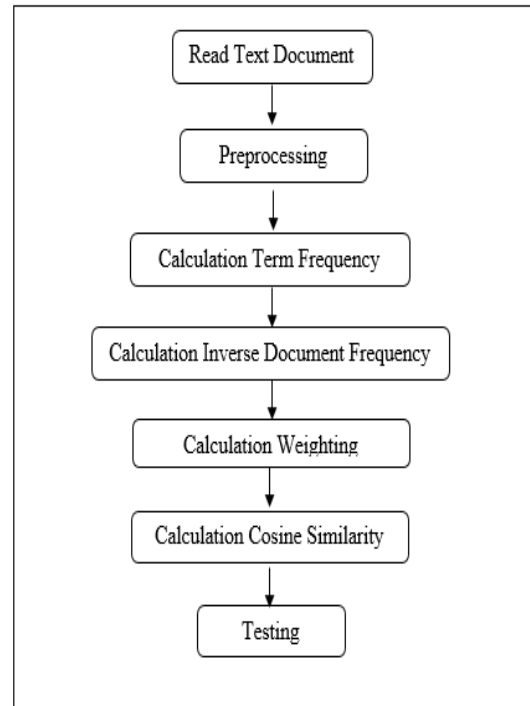 Read Text Document
Preprocessing
Calculation Term Frequency
Calculation Inverse Document Frequency
Calculation Weighting
Calculation Cosine Similarity
Testing